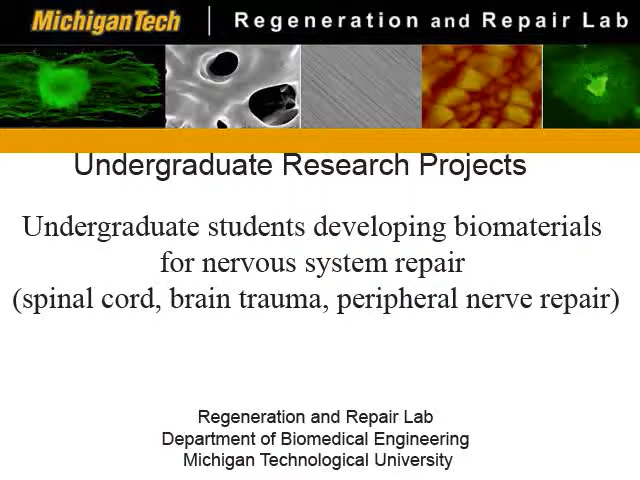 MichiganTech | Regeneration and Repair Lab
Undergraduate Research Projects
Undergraduate students developing biomaterials
for nervous system repair
(spinal cord, brain trauma, peripheral nerve repair)
Regeneration and Repair Lab
Department of Biomedical Engineering
Michigan Technological University